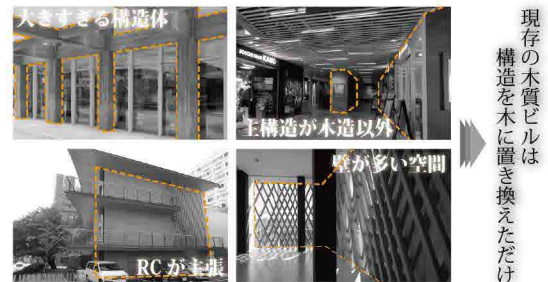 大きすぎる構造体
主構造が木造以外
RCが主張
壁が多い空間
現存の木質ビルは
構造を木に置き換えただけ